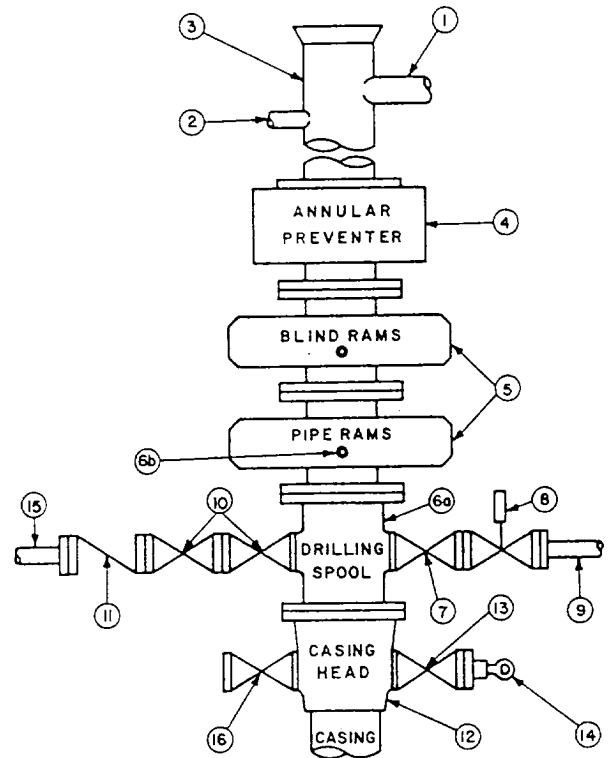 1
3
2
ANNULAR
PREVENTER
4
BLIND RAMS
5
PIPE RAMS
6b
6a
8
10
15
DRILLING
SPOOL
11
7
13
9
CASING
HEAD
16
12
14
CASING